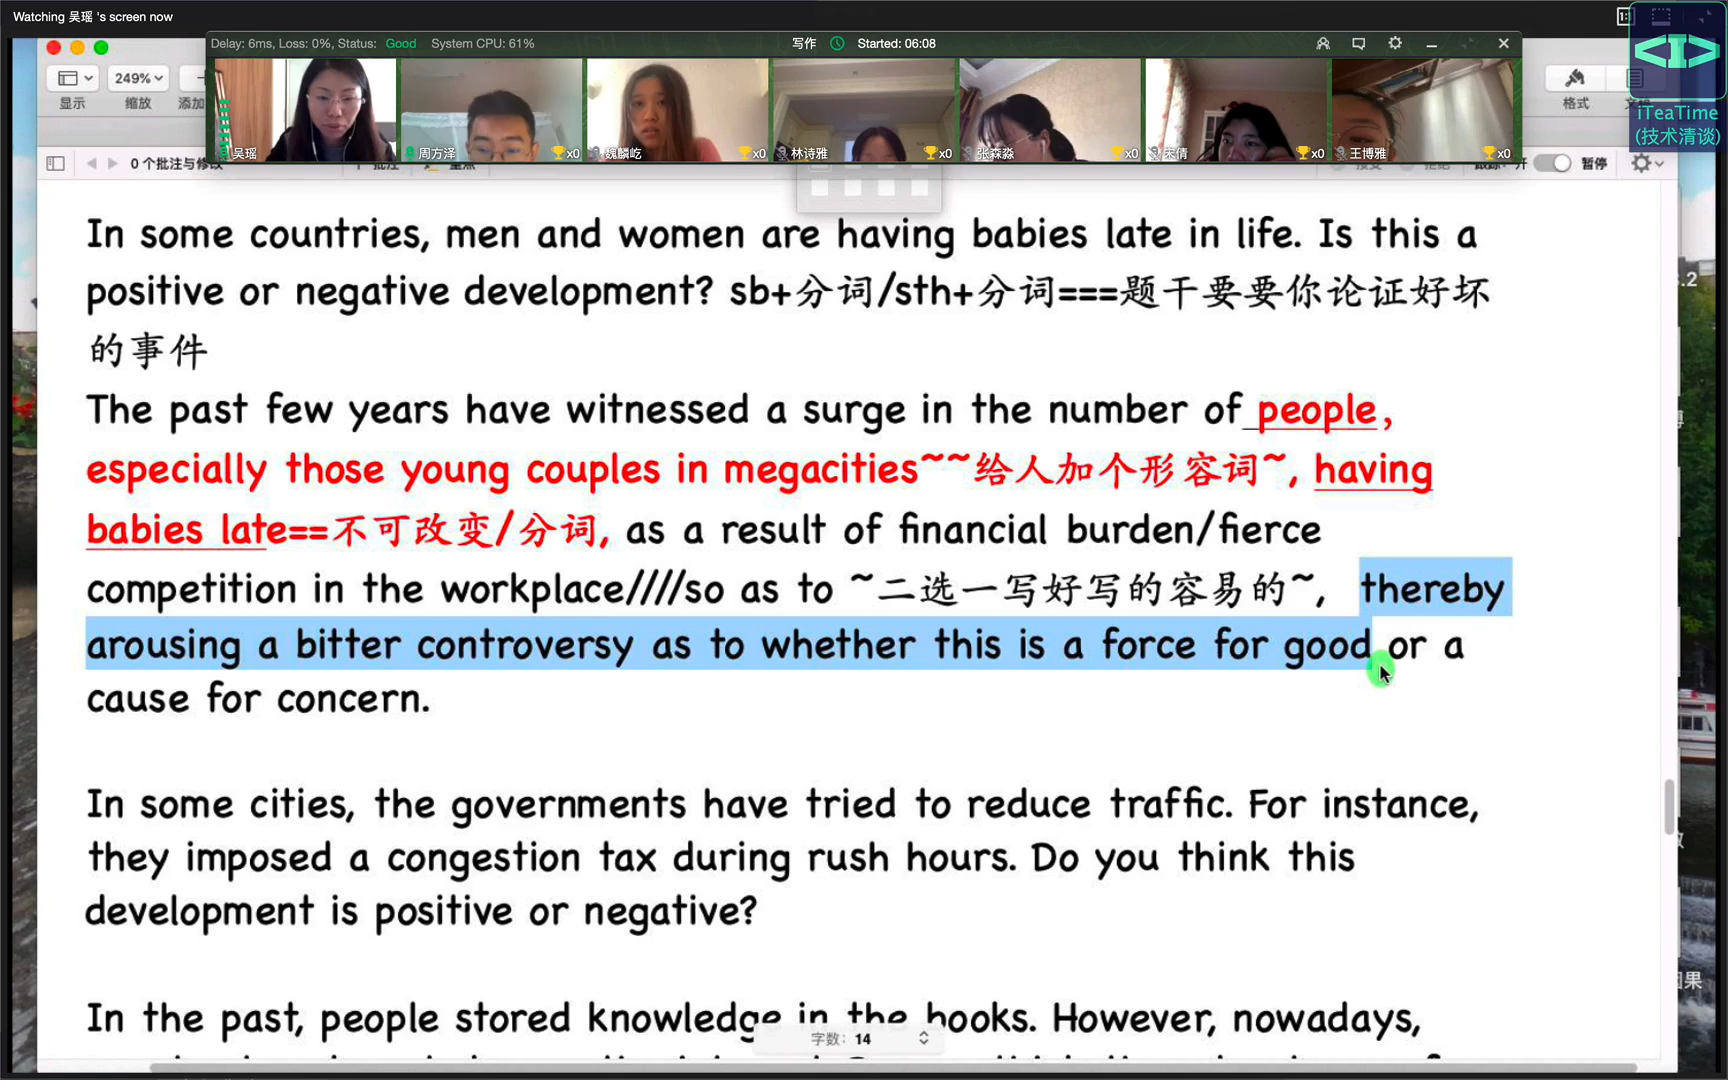 Watching 吴瑶 's screen now
Delay: 6ms, Loss: 0%, Status: Good System CPU: 61%
写作 Started: 06:08
249%
显示 缩放 添加
格式
iTeaTime
(技术清谈)
吴瑶 周方泽 x0 魏麟屹 x0 林诗雅 x0 张森淼 x0 宋倩 x0 王博雅 x0
0 个批注与修改
暂停
In some countries, men and women are having babies late in life. Is this a
positive or negative development? sb+分词/sth+分词===题干要要你论证好坏
的事件
The past few years have witnessed a surge in the number of people,
especially those young couples in megacities~~给人加个形容词~, having
babies late==不可改变/分词, as a result of financial burden/fierce
competition in the workplace////so as to ~二选一写好写的容易的~, thereby
arousing a bitter controversy as to whether this is a force for good or a
cause for concern.
In some cities, the governments have tried to reduce traffic. For instance,
they imposed a congestion tax during rush hours. Do you think this
development is positive or negative?
In the past, people stored knowledge in the books. However, nowadays,
字数: 14